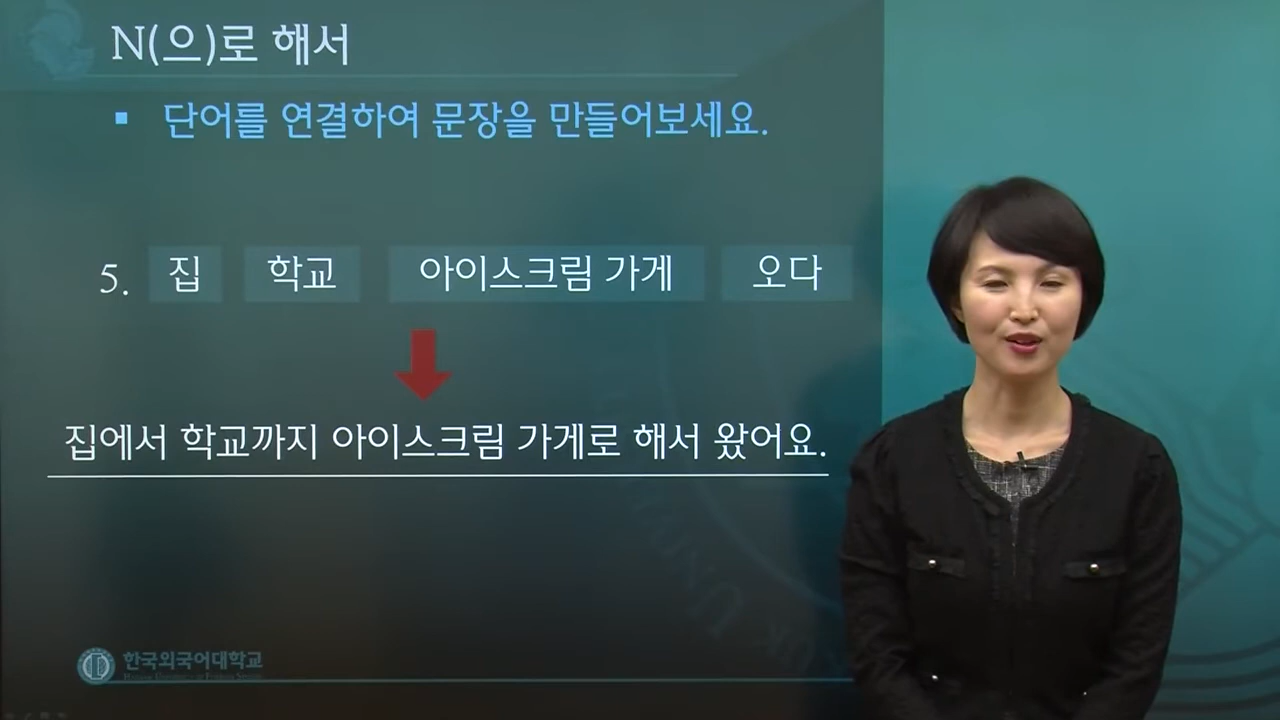 N(으)로 해서
▪ 단어를 연결하여 문장을 만들어보세요.
5. 집 학교 아이스크림 가게 오다
집에서 학교까지 아이스크림 가게로 해서 왔어요.
한국외국어대학교